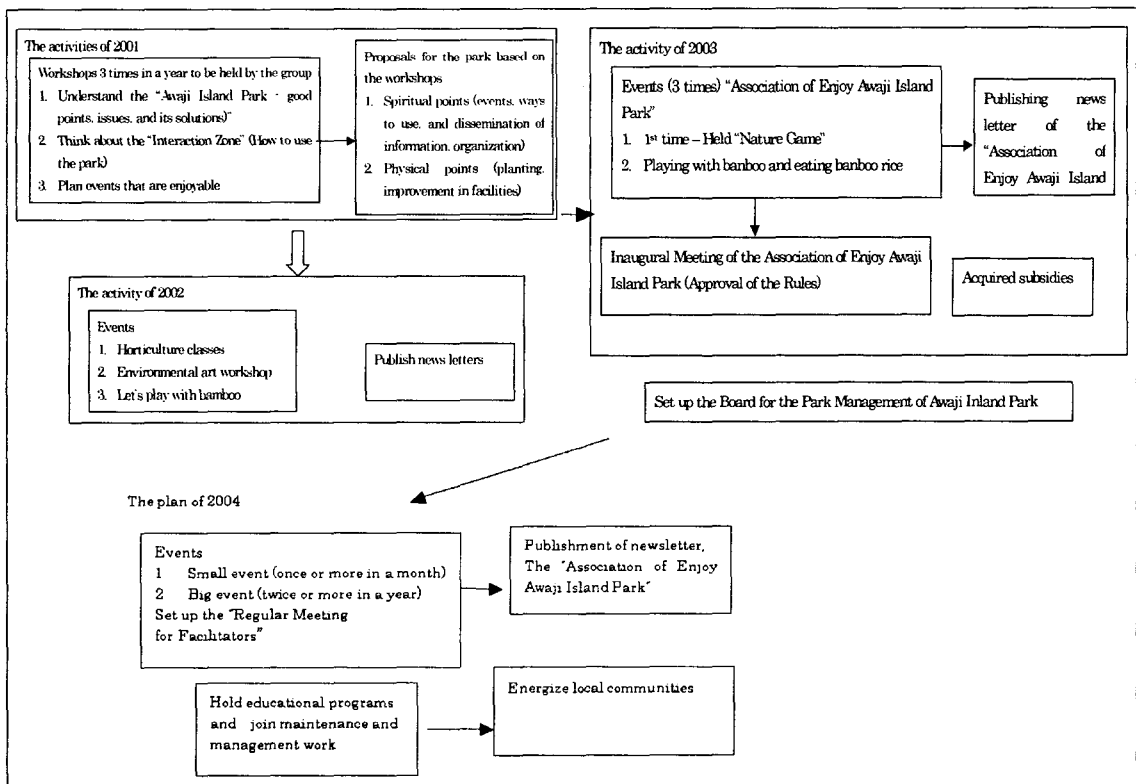 The activities of 2001
Workshops 3 times in a year to be held by the group
1. Understand the "Awaji Island Park - good
points, issues, and its solutions)"
2. Think about the "Interaction Zone" (How to use
the park)
3. Plan events that are enjoyable
Proposals for the park based on
the workshops
1. Spiritual points (events, ways
to use, and dissemination of
information, organization)
2. Physical points (planting,
improvement in facilities)
The activity of 2002
Events
1. Horticulture classes
2. Environmental art workshop
3. Let's play with bamboo
Publish news letters
The activity of 2003
Events (3 times) "Association of Enjoy Awaji Island
Park"
1. 1st time – Held "Nature Game"
2. Playing with banboo and eating banboo rice
Publishing news
letter of the
"Association of
Enjoy Awaji Island
Inaugural Meeting of the Association of Enjoy Awaji
Island Park (Approval of the Rules)
Acquired subsidies
Set up the Board for the Park Management of Awaji Inland Park
The plan of 2004
Events
1 Small event (once or more in a month)
2 Big event (twice or more in a year)
Set up the "Regular Meeting
for Facilitators"
Publishment of newsletter,
The "Association of Enjoy
Awaji Island Park"
Hold educational programs
and join maintenance and
management work
Energize local communities